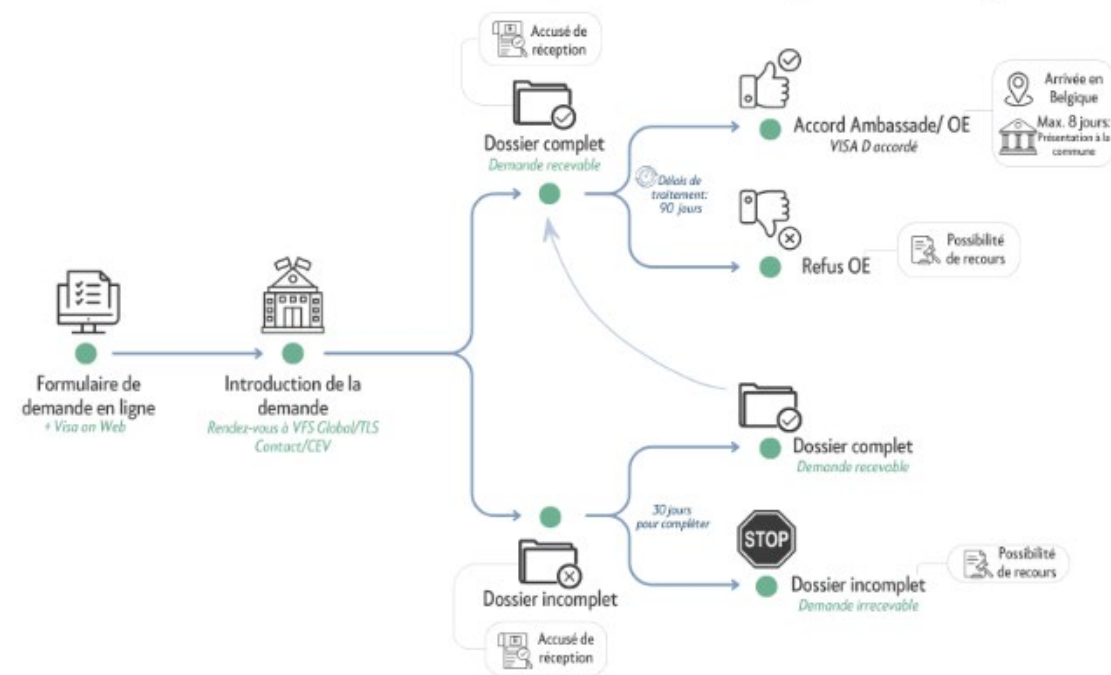 Accusé de
réception
Dossier complet
Demande recevable
Accord Ambassade/ OE
VISA D accordé
Arrivée en
Belgique
Max. 8 jours:
Présentation à la
commune
Délais de
traitement:
90 jours
Refus OE
Possibilité
de recours
Formulaire de
demande en ligne
+ Visa on Web
Introduction de la
demande
Rendez-vous à VFS Global/TLS
Contact/CEV
Dossier complet
Demande recevable
30 jours
pour compléter
STOP
Dossier incomplet
Demande irrecevable
Possibilité
de recours
Dossier incomplet
Accusé de
réception